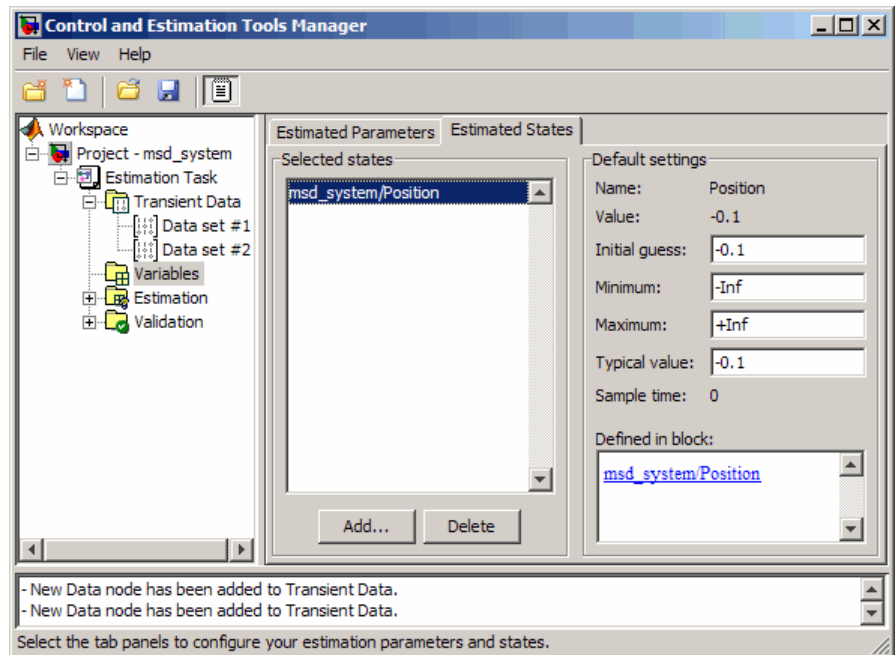 Control and Estimation Tools Manager
File View Help
Workspace
Project - msd_system
Estimation Task
Transient Data
Data set #1
Data set #2
Variables
Estimation
Validation
Estimated Parameters Estimated States
Selected states
msd_system/Position
Add... Delete
Default settings
Name: Position
Value: -0.1
Initial guess: -0.1
Minimum: -Inf
Maximum: +Inf
Typical value: -0.1
Sample time: 0
Defined in block:
msd_system/Position
- New Data node has been added to Transient Data.
- New Data node has been added to Transient Data.
Select the tab panels to configure your estimation parameters and states.